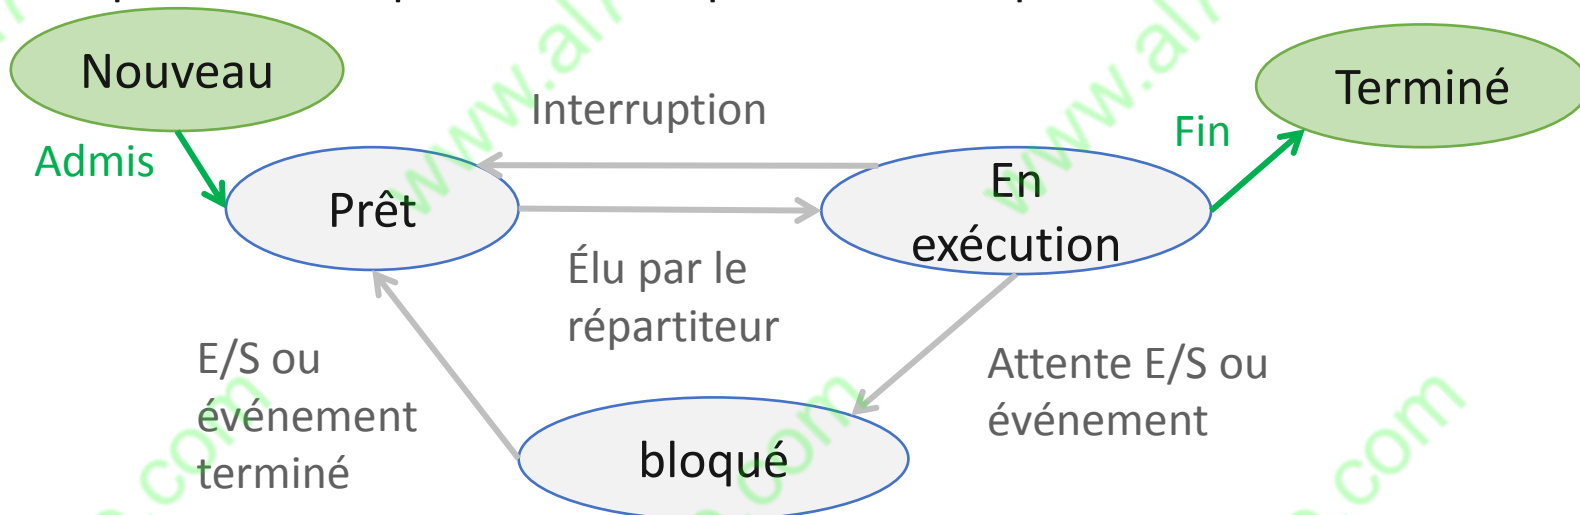 Nouveau
Terminé
Interruption
Fin
Admis
En
exécution
Prêt
Élu par le
répartiteur
E/S ou
événement
terminé
Attente E/S ou
événement
bloqué